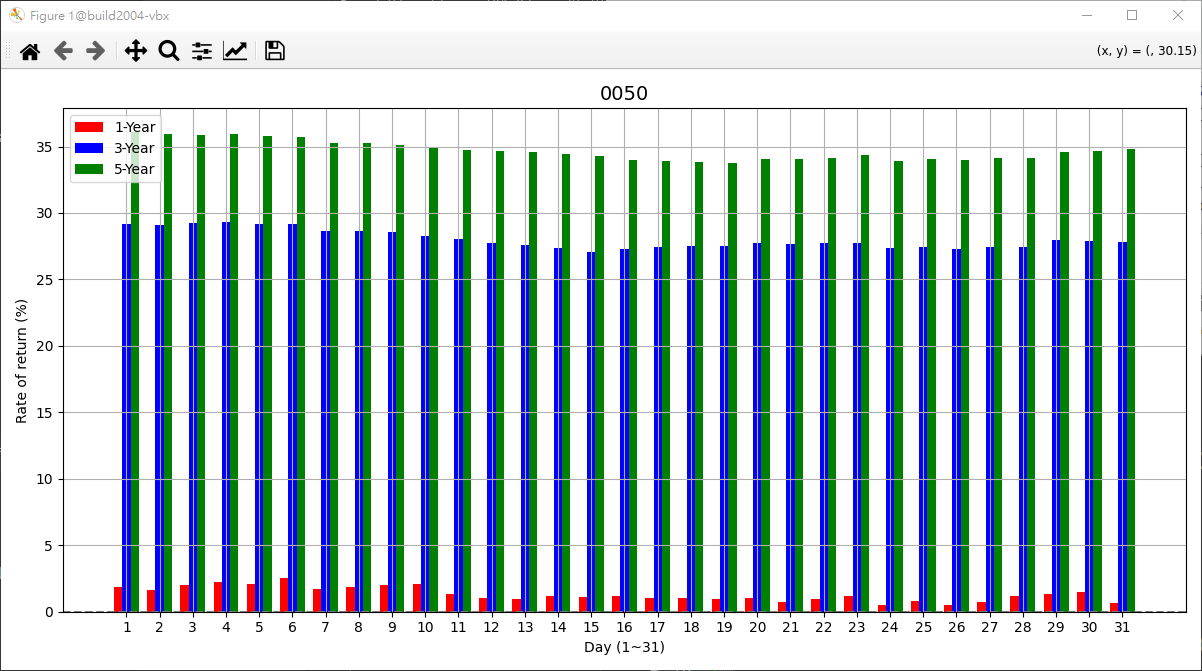 Figure 1@build2004-vbx
(x, y) = (, 30.15)
0050
1-Year
3-Year
5-Year
35
30
25
20
15
10
5
0
Rate of return (%)
1 2 3 4 5 6 7 8 9 10 11 12 13 14 15 16 17 18 19 20 21 22 23 24 25 26 27 28 29 30 31
Day (1~31)